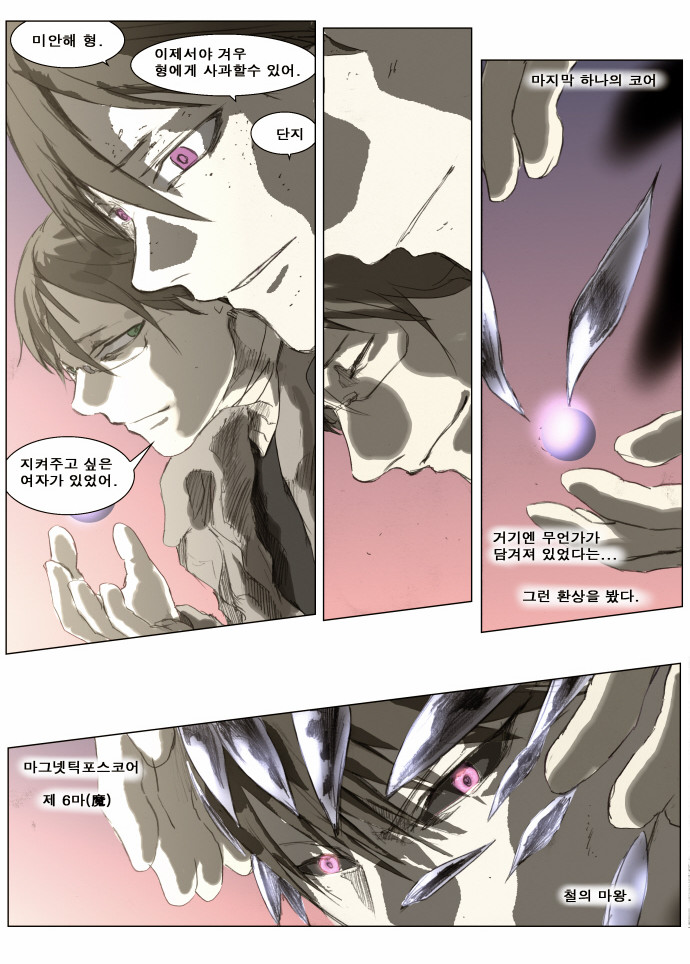 미안해 형.
이제서야 겨우
형에게 사과할수 있어.
단지
지켜주고 싶은
여자가 있었어.
마지막 하나의 코어
거기엔 무언가가
담겨져 있었다는...
그런 환상을 봤다.
마그넷틱포스코어
제 6마(魔)
철의 마왕.